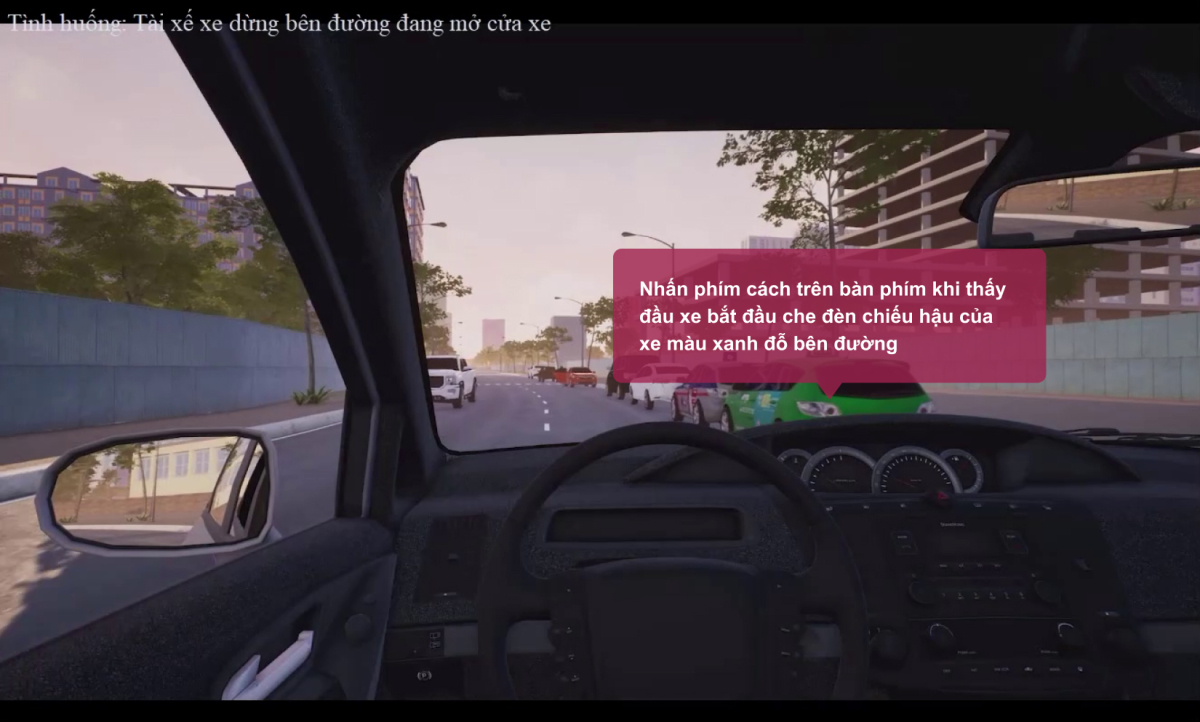 Tình huống: Tài xế xe dừng bên đường đang mở cửa xe
Nhấn phím cách trên bàn phím khi thấy
đầu xe bắt đầu che đèn chiếu hậu của
xe màu xanh đỗ bên đường